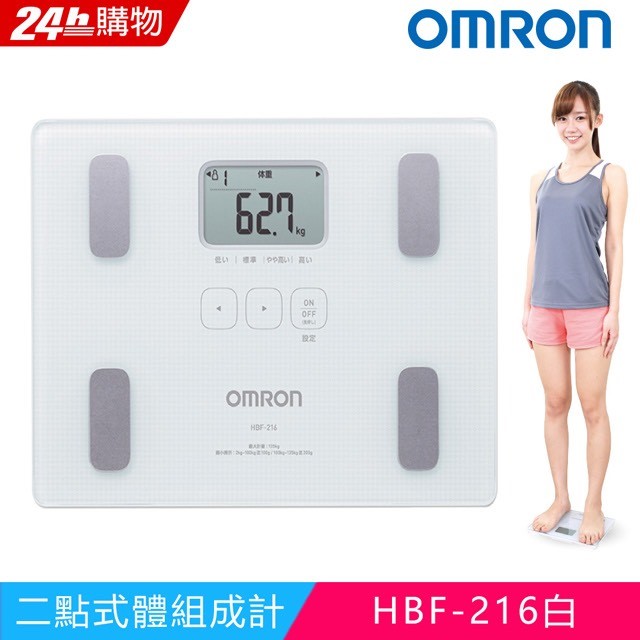 24h購物
OMRON
1 体重
62.7kg
低い | 標準 | やや高い | 高い
ON
OFF
設定
OMRON
HBF-216
二點式體組成計
HBF-216白